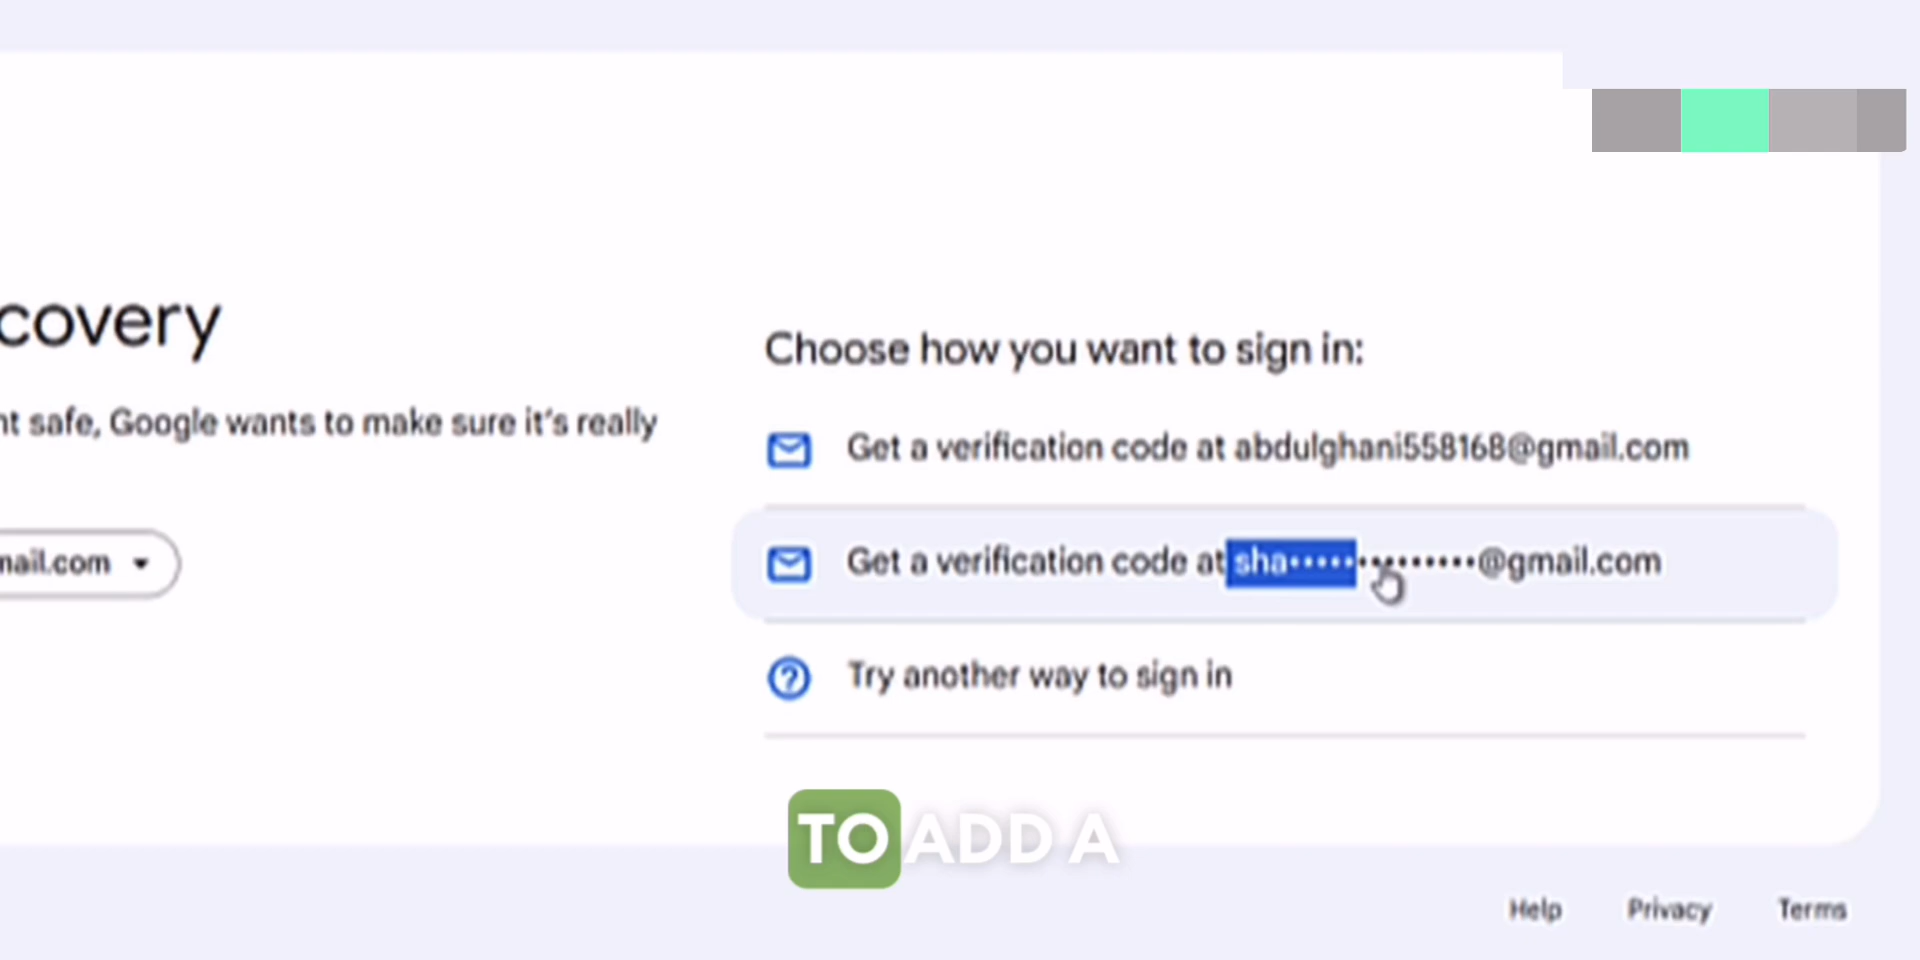 covery
nt safe, Google wants to make sure it's really
mail.com
Choose how you want to sign in:
Get a verification code at abdulghani558168@gmail.com
Get a verification code at sha••••••••••••••@gmail.com
Try another way to sign in
TO ADD A
Help Privacy Terms